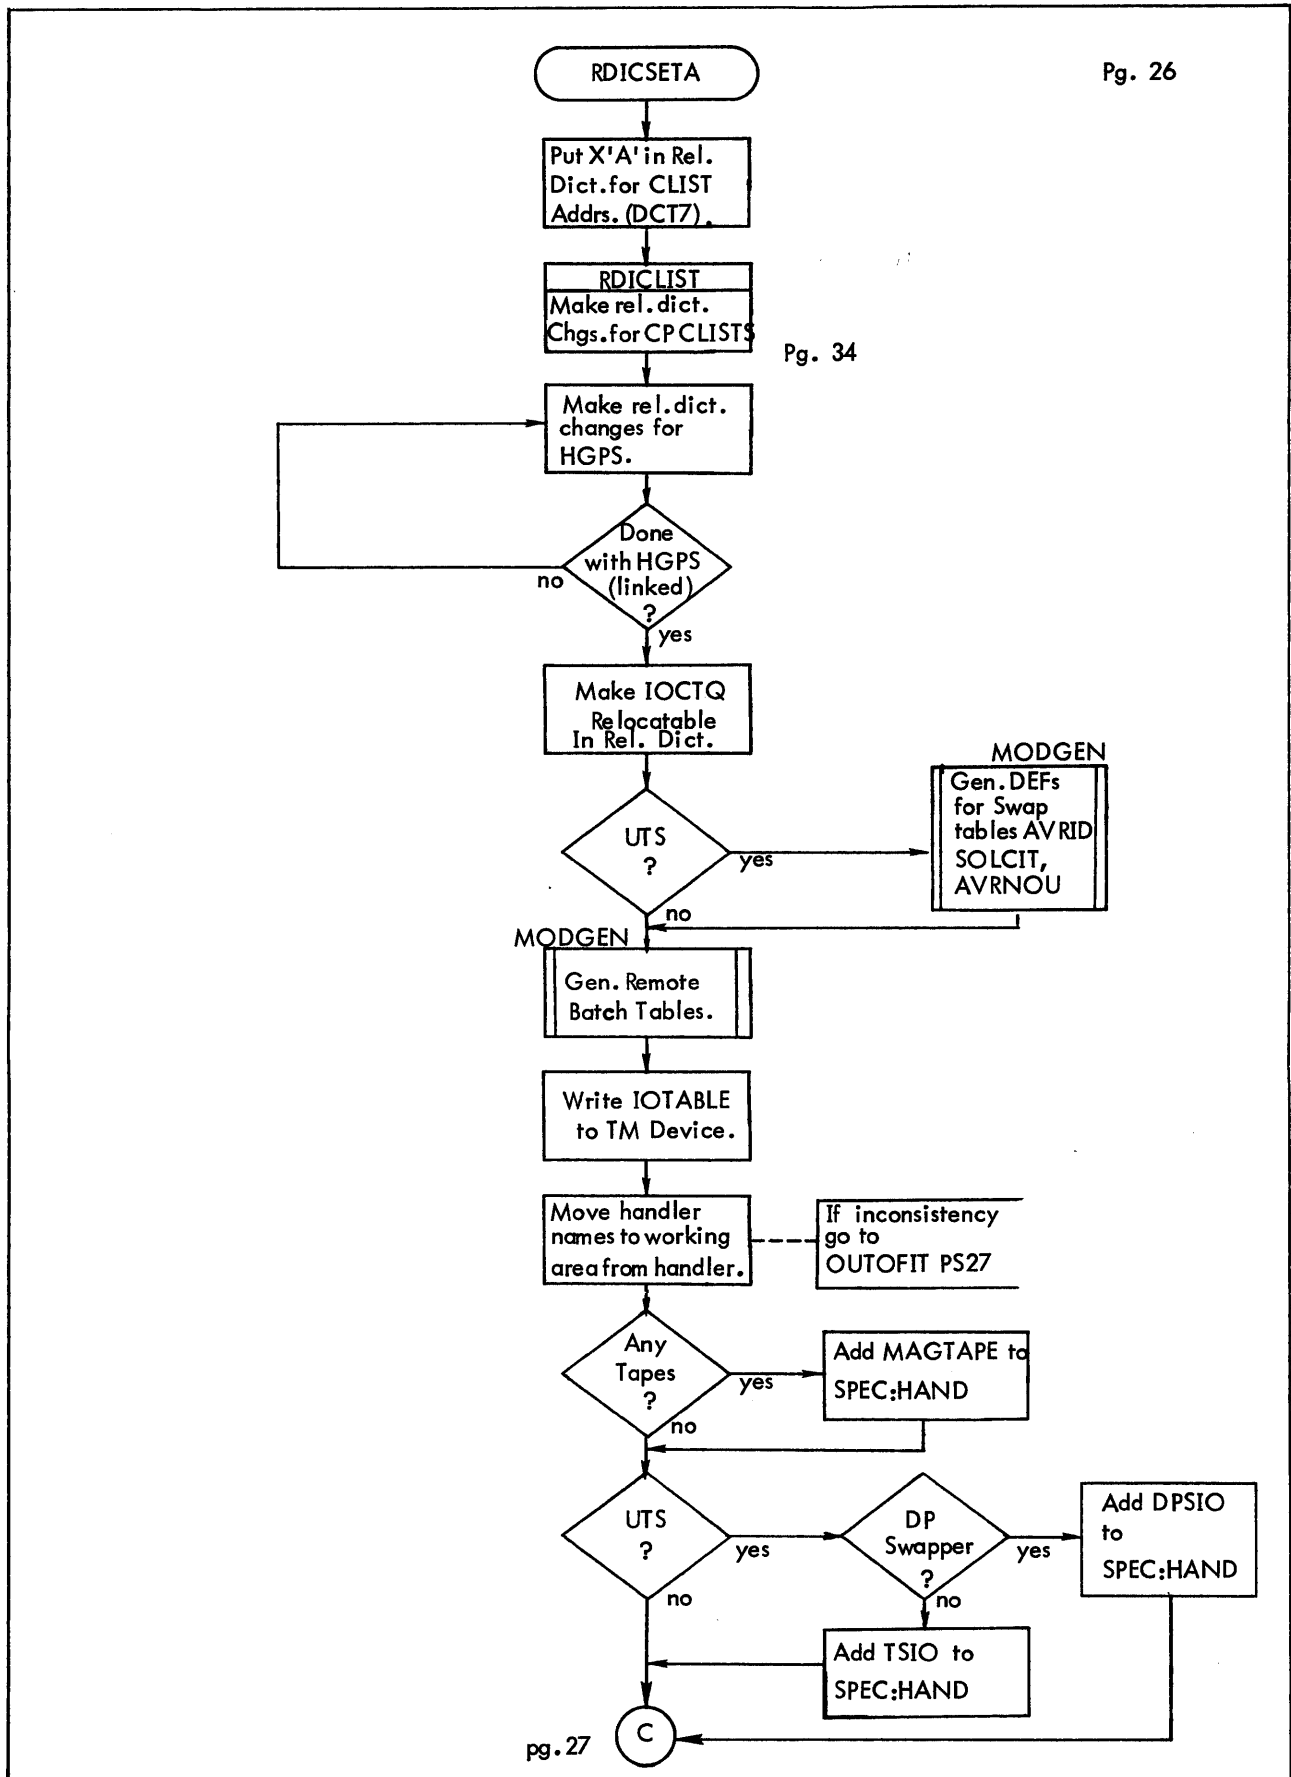 RDICSETA
Pg. 26
Put X'A' in Rel.
Dict. for CLIST
Addrs. (DCT7).
RDICLIST
Make rel. dict.
Chgs. for CP CLISTS
Pg. 34
Make rel. dict.
changes for
HGPS.
Done
with HGPS
(linked)
?
no
yes
Make IOCTQ
Relocatable
In Rel. Dict.
UTS
?
yes
no
MODGEN
Gen. DEFs
for Swap
tables AVRID
SOLCIT,
AVRNOU
MODGEN
Gen. Remote
Batch Tables.
Write IOTABLE
to TM Device.
Move handler
names to working
area from handler.
If inconsistency
go to
OUTOFIT PS27
Any
Tapes
?
yes
no
Add MAGTAPE to
SPEC:HAND
UTS
?
yes
no
DP
Swapper
?
yes
no
Add DPSIO
to
SPEC:HAND
Add TSIO to
SPEC:HAND
C
pg. 27